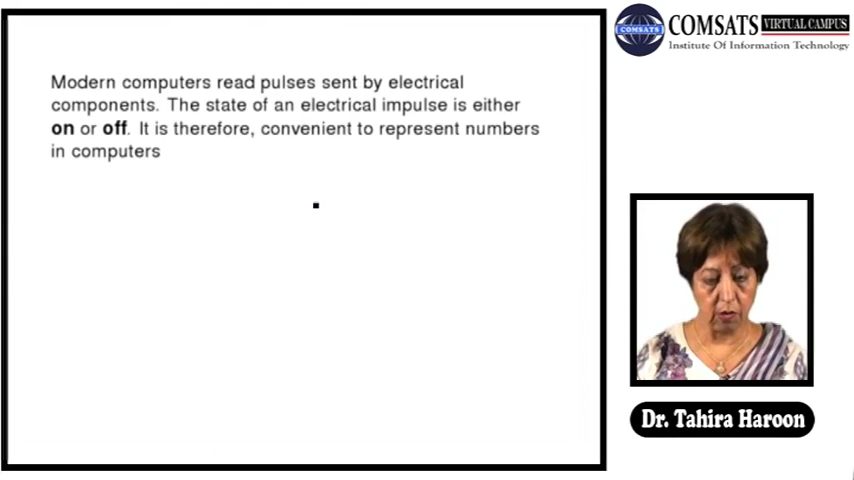 Modern computers read pulses sent by electrical
components. The state of an electrical impulse is either
on or off. It is therefore, convenient to represent numbers
in computers
COMSATS VIRTUAL CAMPUS
Institute Of Information Technology
COMSATS
Dr. Tahira Haroon